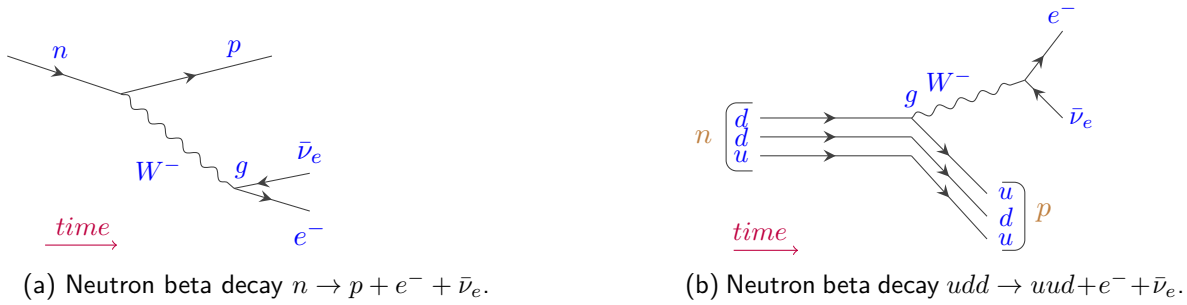 n
p
W⁻
g
ν̄ₑ
e⁻
time
(a) Neutron beta decay n → p + e⁻ + ν̄ₑ.
e⁻
W⁻
g
ν̄ₑ
n
d
d
u
u
d
u
p
time
(b) Neutron beta decay udd → uud+e⁻+ν̄ₑ.